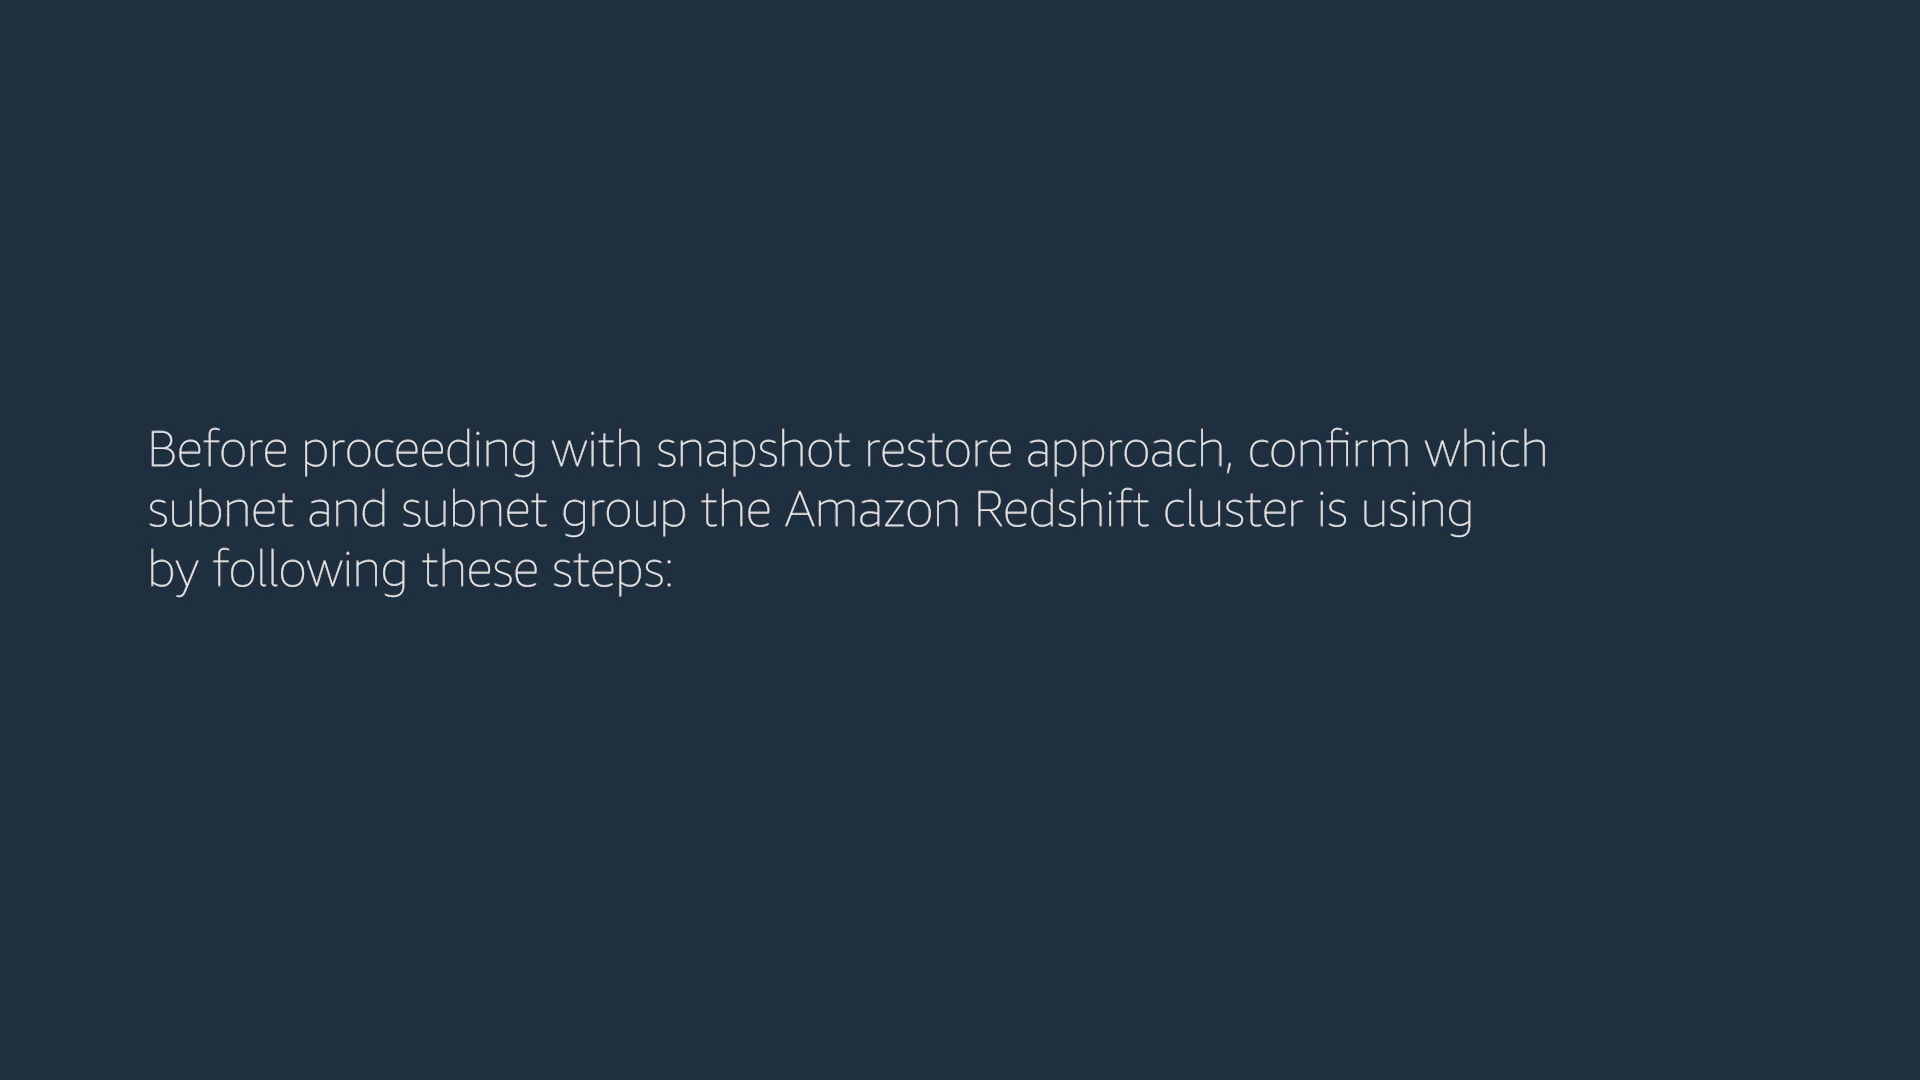 Before proceeding with snapshot restore approach, confirm which
subnet and subnet group the Amazon Redshift cluster is using
by following these steps: